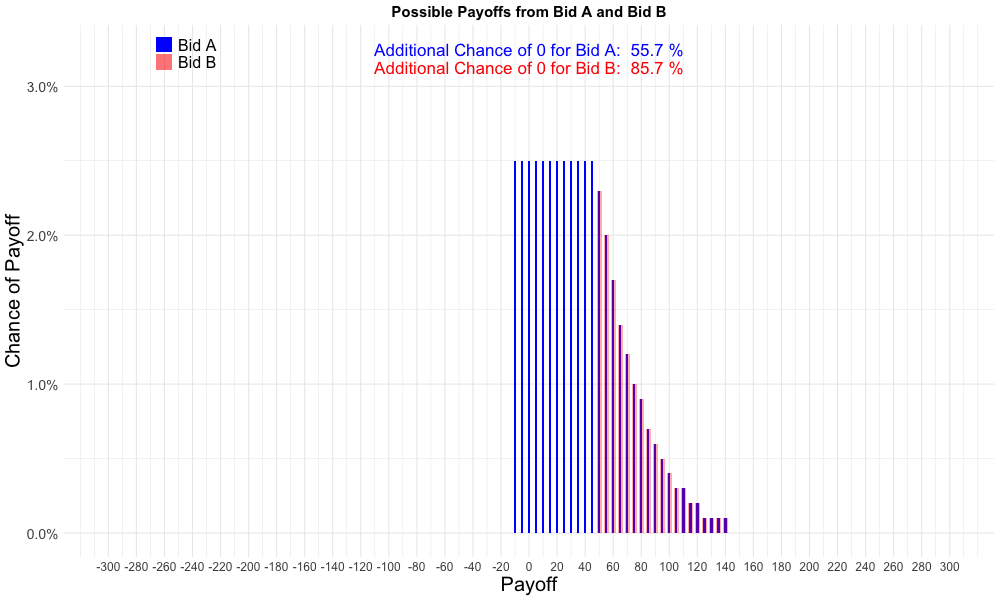 Possible Payoffs from Bid A and Bid B
Bid A
Bid B
Additional Chance of 0 for Bid A: 55.7 %
Additional Chance of 0 for Bid B: 85.7 %
Chance of Payoff
3.0%
2.0%
1.0%
0.0%
-300 -280 -260 -240 -220 -200 -180 -160 -140 -120 -100 -80 -60 -40 -20 0 20 40 60 80 100 120 140 160 180 200 220 240 260 280 300
Payoff